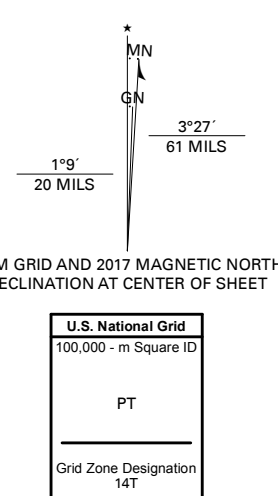 ★
MN
GN
3°27´
61 MILS
1°9´
20 MILS
M GRID AND 2017 MAGNETIC NORTH
ECLINATION AT CENTER OF SHEET
U.S. National Grid
100,000 - m Square ID
PT
Grid Zone Designation
14T